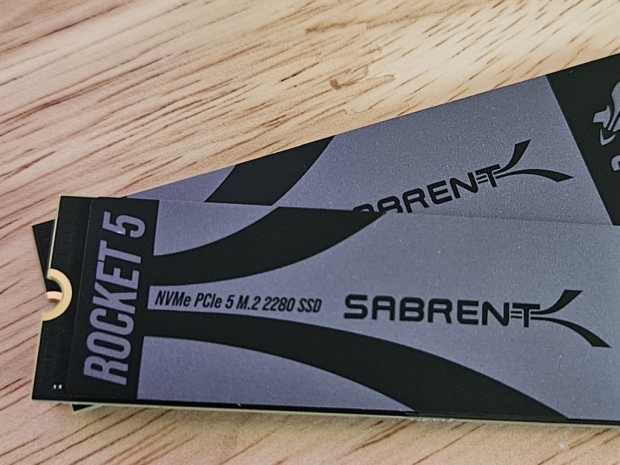 SABRENT
ROCKET 5
NVMe PCIe 5 M.2 2280 SSD
SABRENT